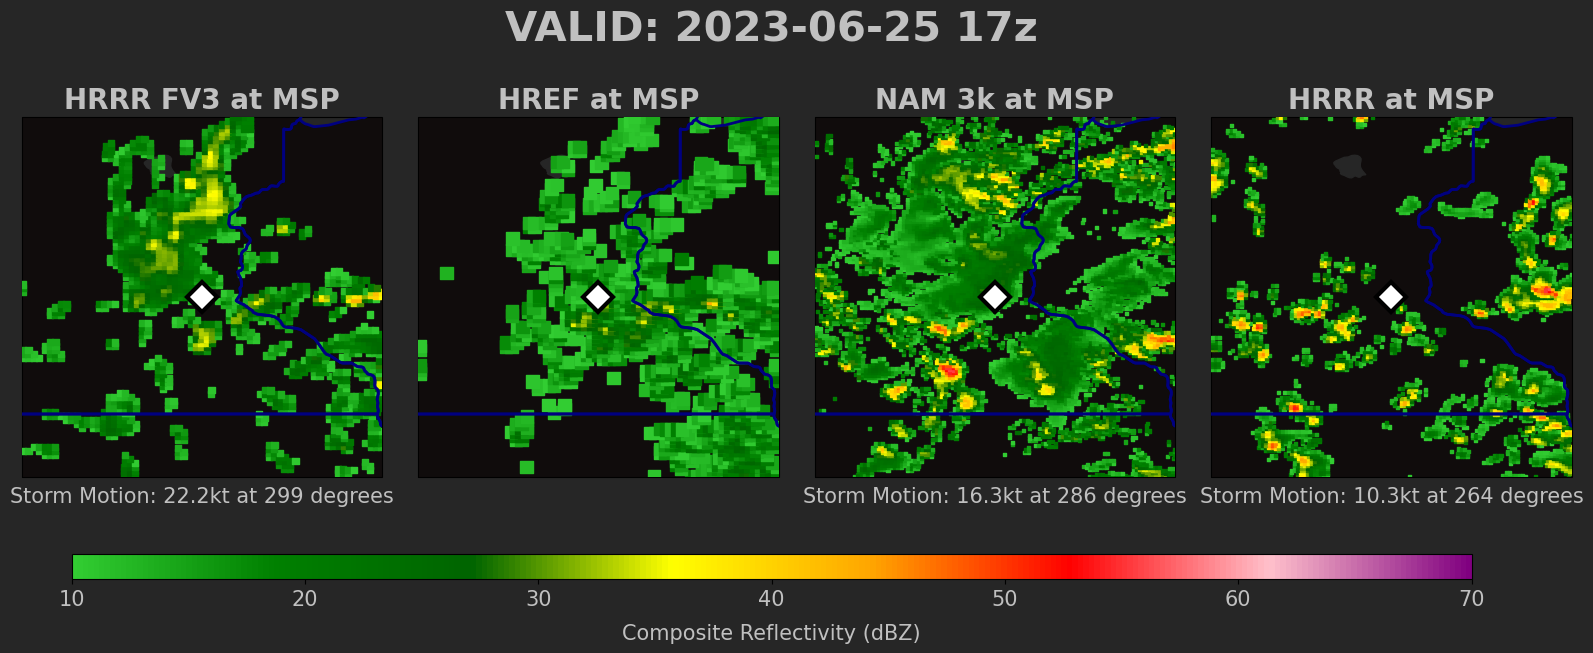 VALID: 2023-06-25 17z
HRRR FV3 at MSP
HREF at MSP
NAM 3k at MSP
HRRR at MSP
Storm Motion: 22.2kt at 299 degrees
Storm Motion: 16.3kt at 286 degrees
Storm Motion: 10.3kt at 264 degrees
10 20 30 40 50 60 70
Composite Reflectivity (dBZ)